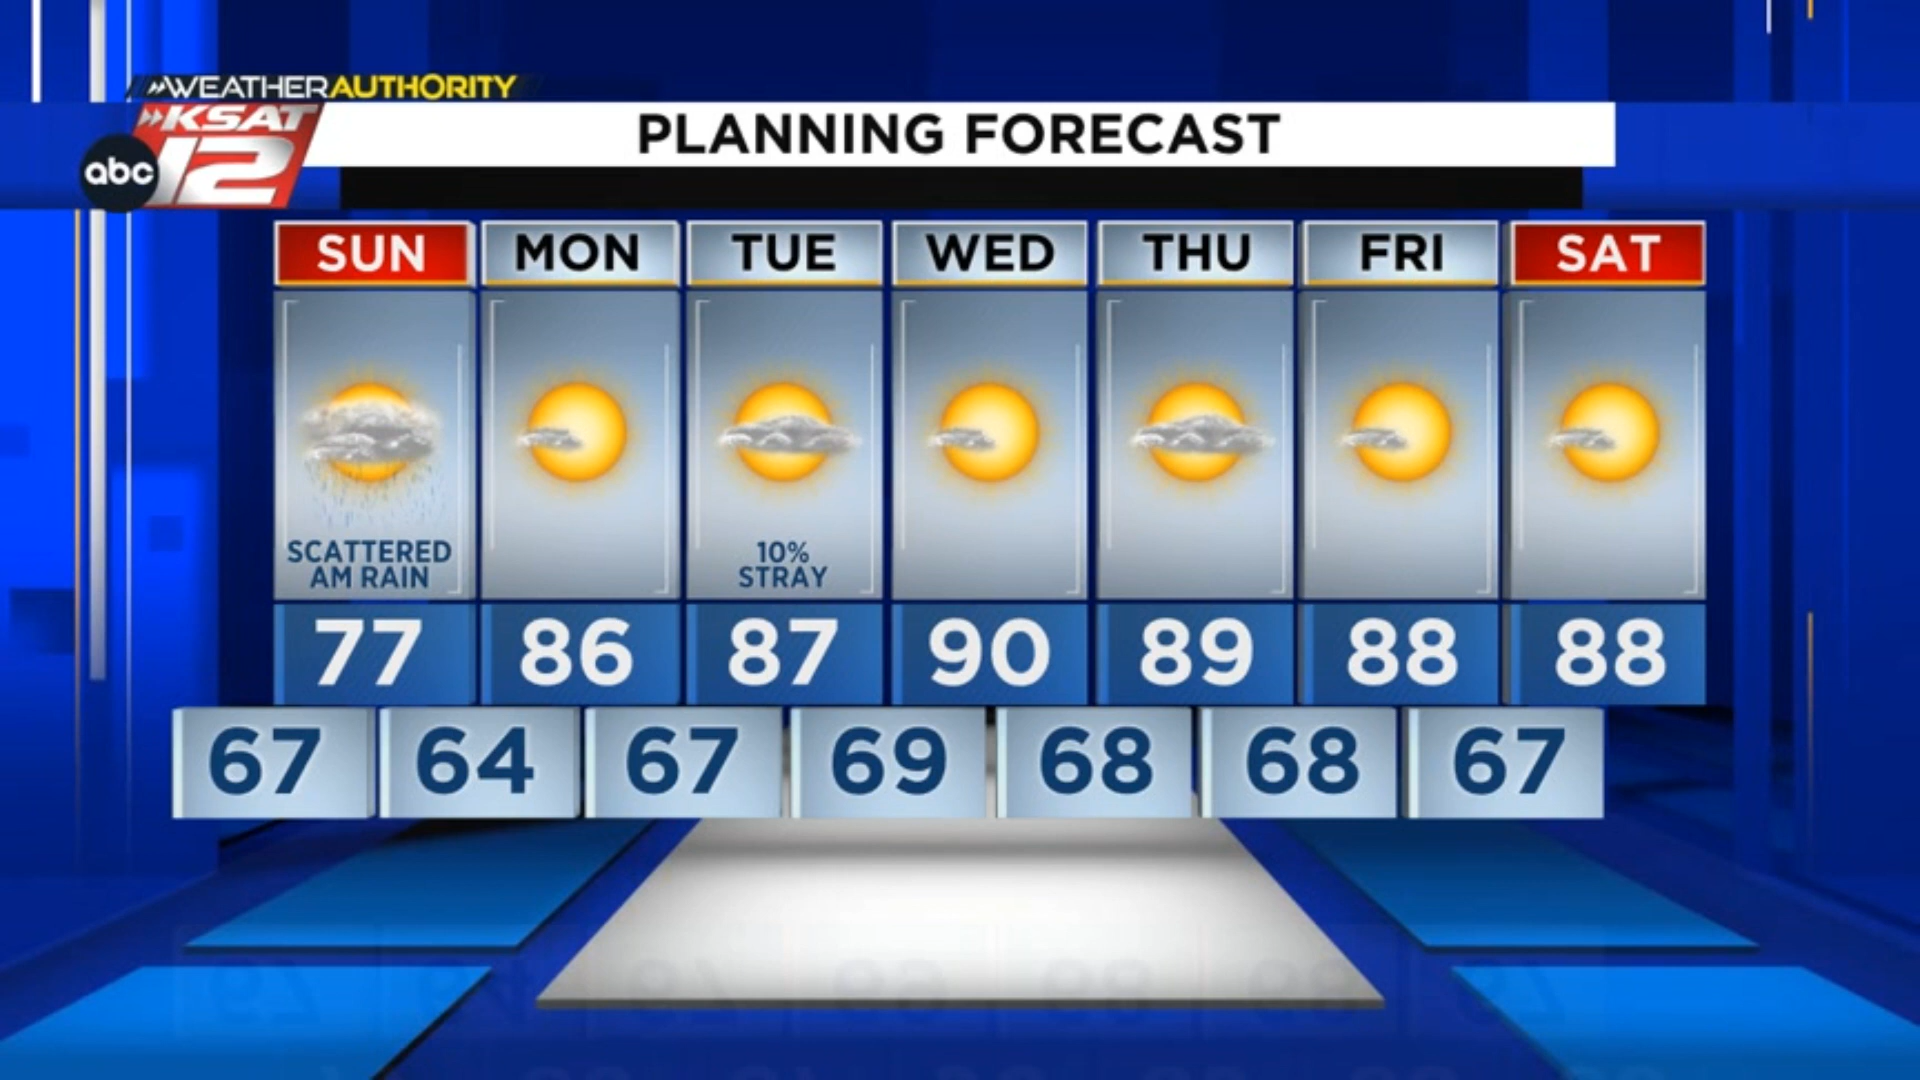 WEATHERAUTHORITY
KSAT
abc
12
PLANNING FORECAST
SUN MON TUE WED THU FRI SAT
SCATTERED
AM RAIN
10%
STRAY
77 86 87 90 89 88 88
67 64 67 69 68 68 67